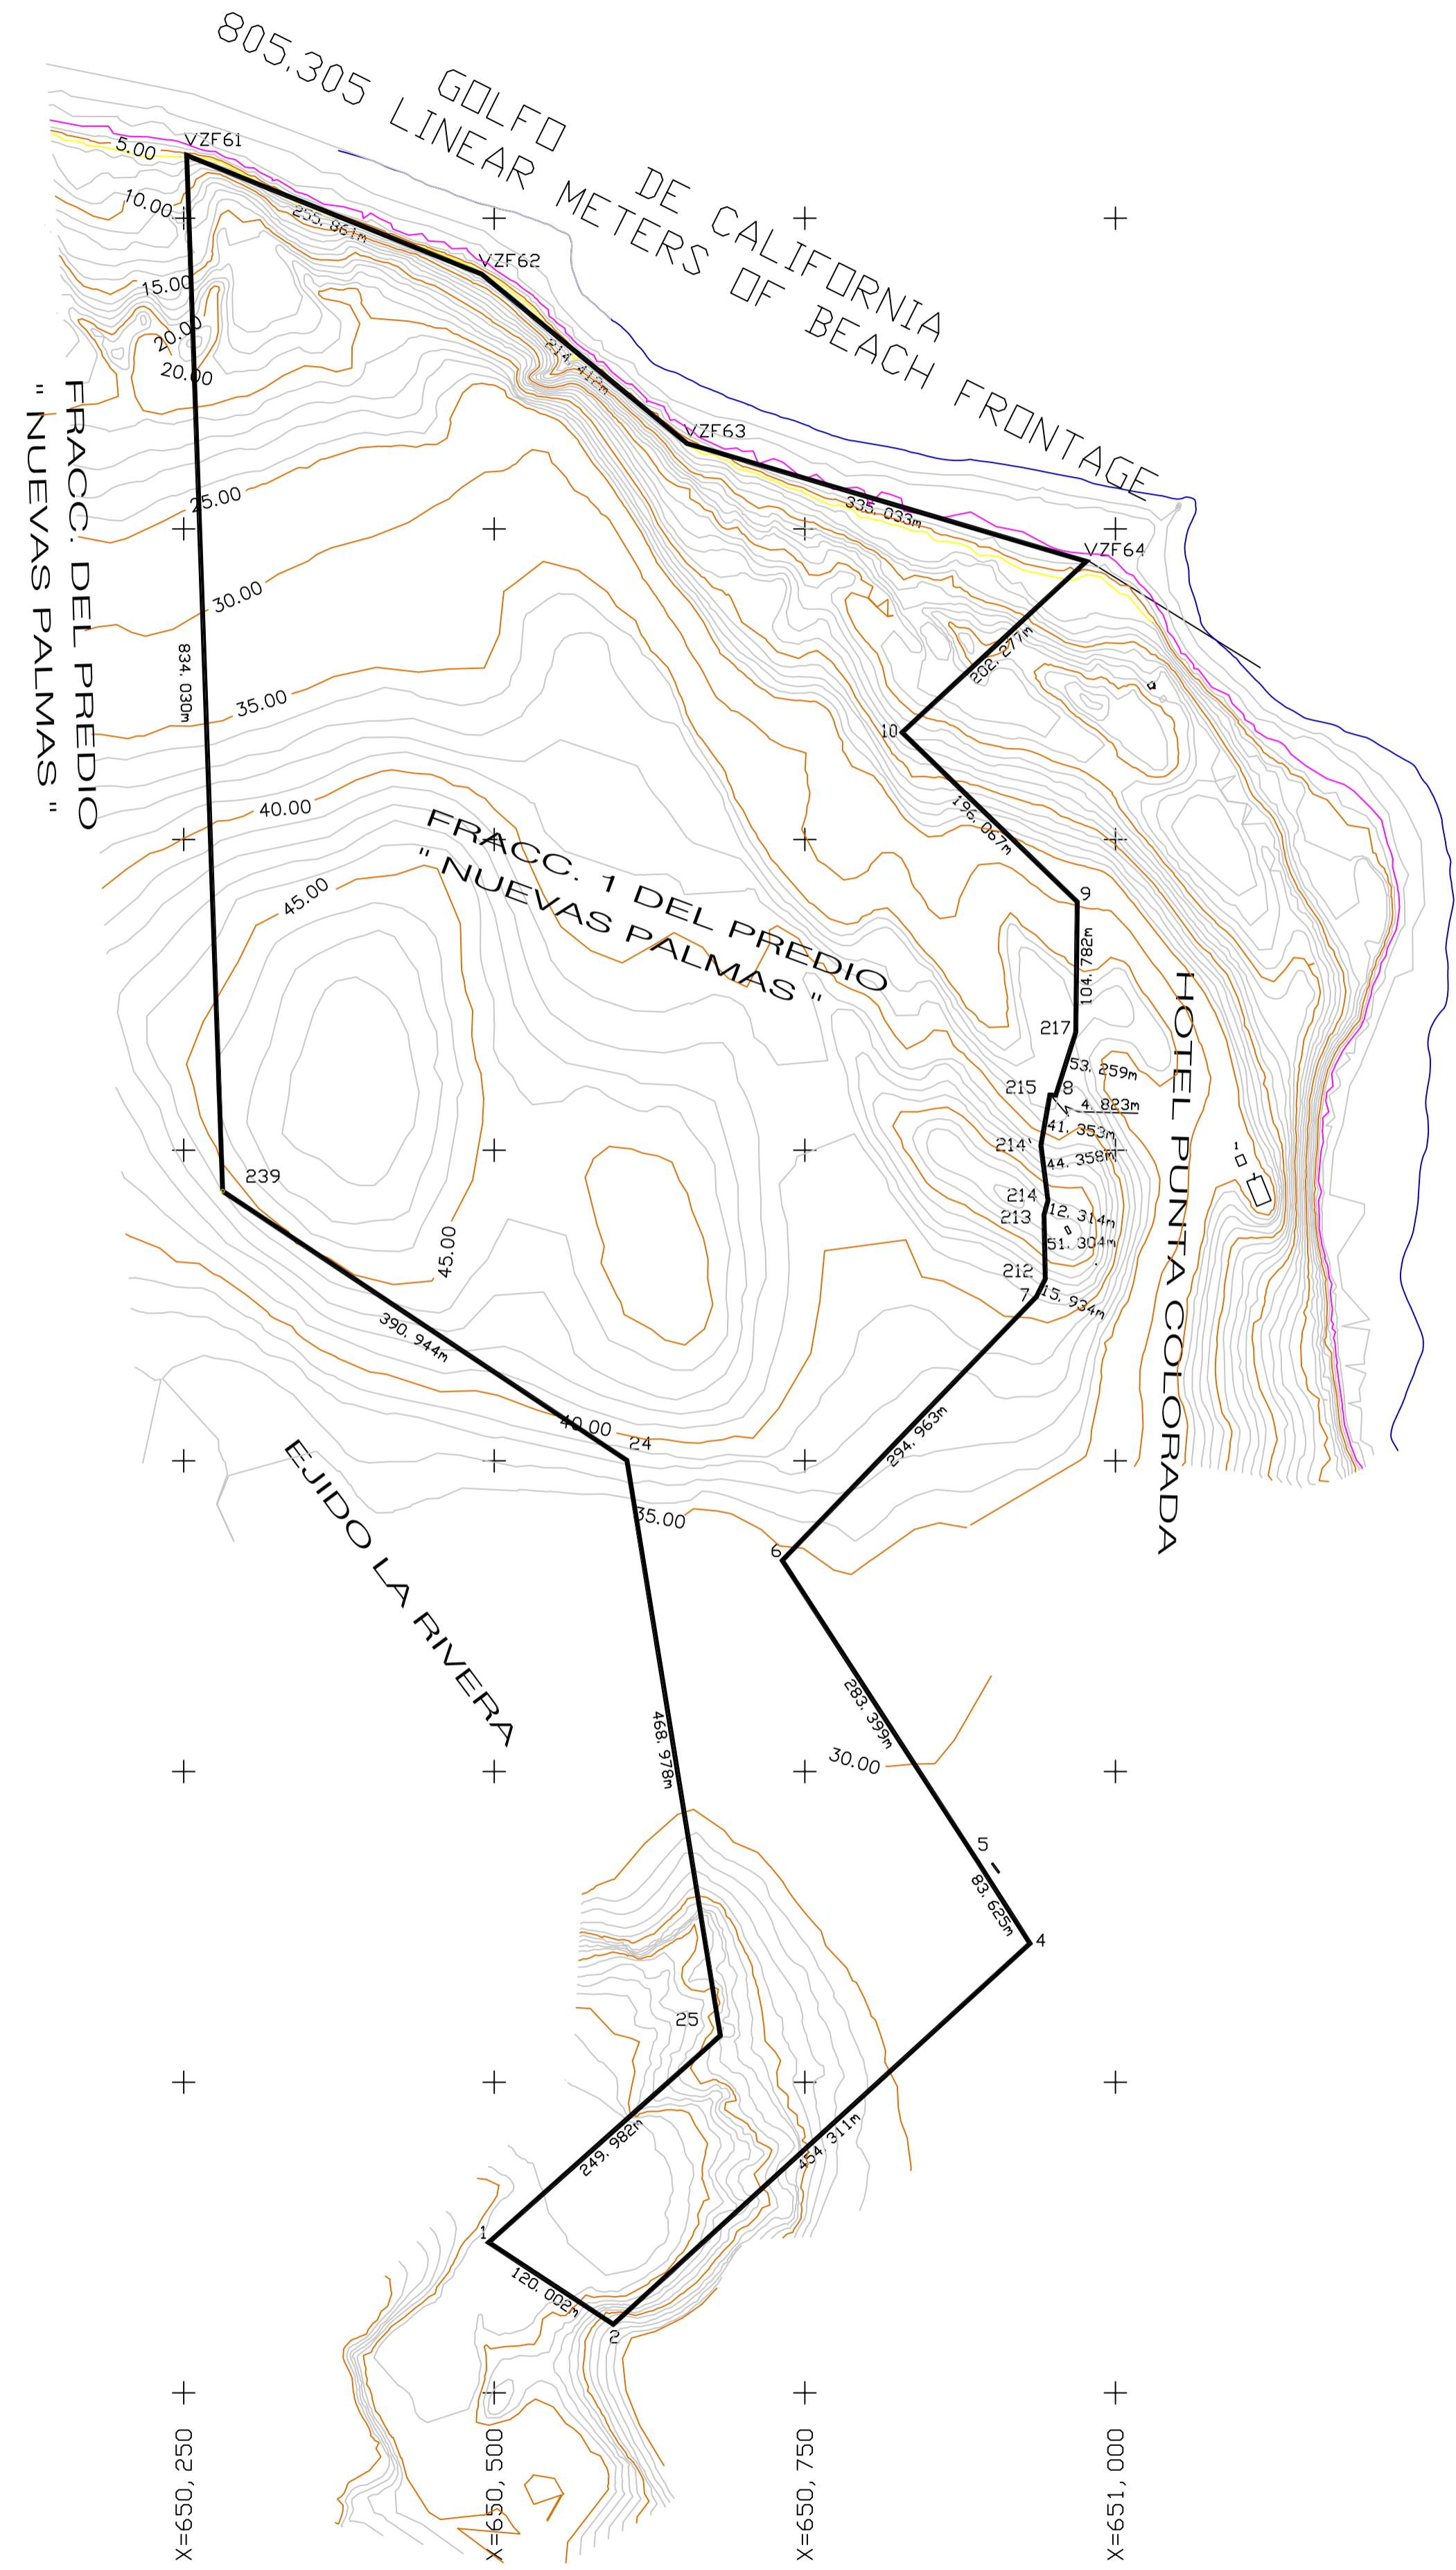 GOLFO DE CALIFORNIA
805.305 LINEAR METERS OF BEACH FRONTAGE
VZF61
5.00
10.00
255.861m
VZF62
15.00
20.00
20.00
214.412m
VZF63
335.033m
VZF64
FRACC. DEL PREDIO
" NUEVAS PALMAS "
25.00
30.00
834.030m
35.00
202.277m
10
196.067m
40.00
45.00
FRACC. 1 DEL PREDIO
" NUEVAS PALMAS "
9
104.782m
217
53.259m
215
8
4.823m
41.353m
214'
44.358m
214
12.314m
213
51.304m
212
7
15.934m
HOTEL PUNTA COLORADA
1
239
45.00
390.944m
40.00
24
294.963m
35.00
6
EJIDO LA RIVERA
283.399m
468.978m
30.00
5
83.625m
4
25
249.982m
454.311m
1
120.002m
2
X=650,250
X=650,500
X=650,750
X=651,000